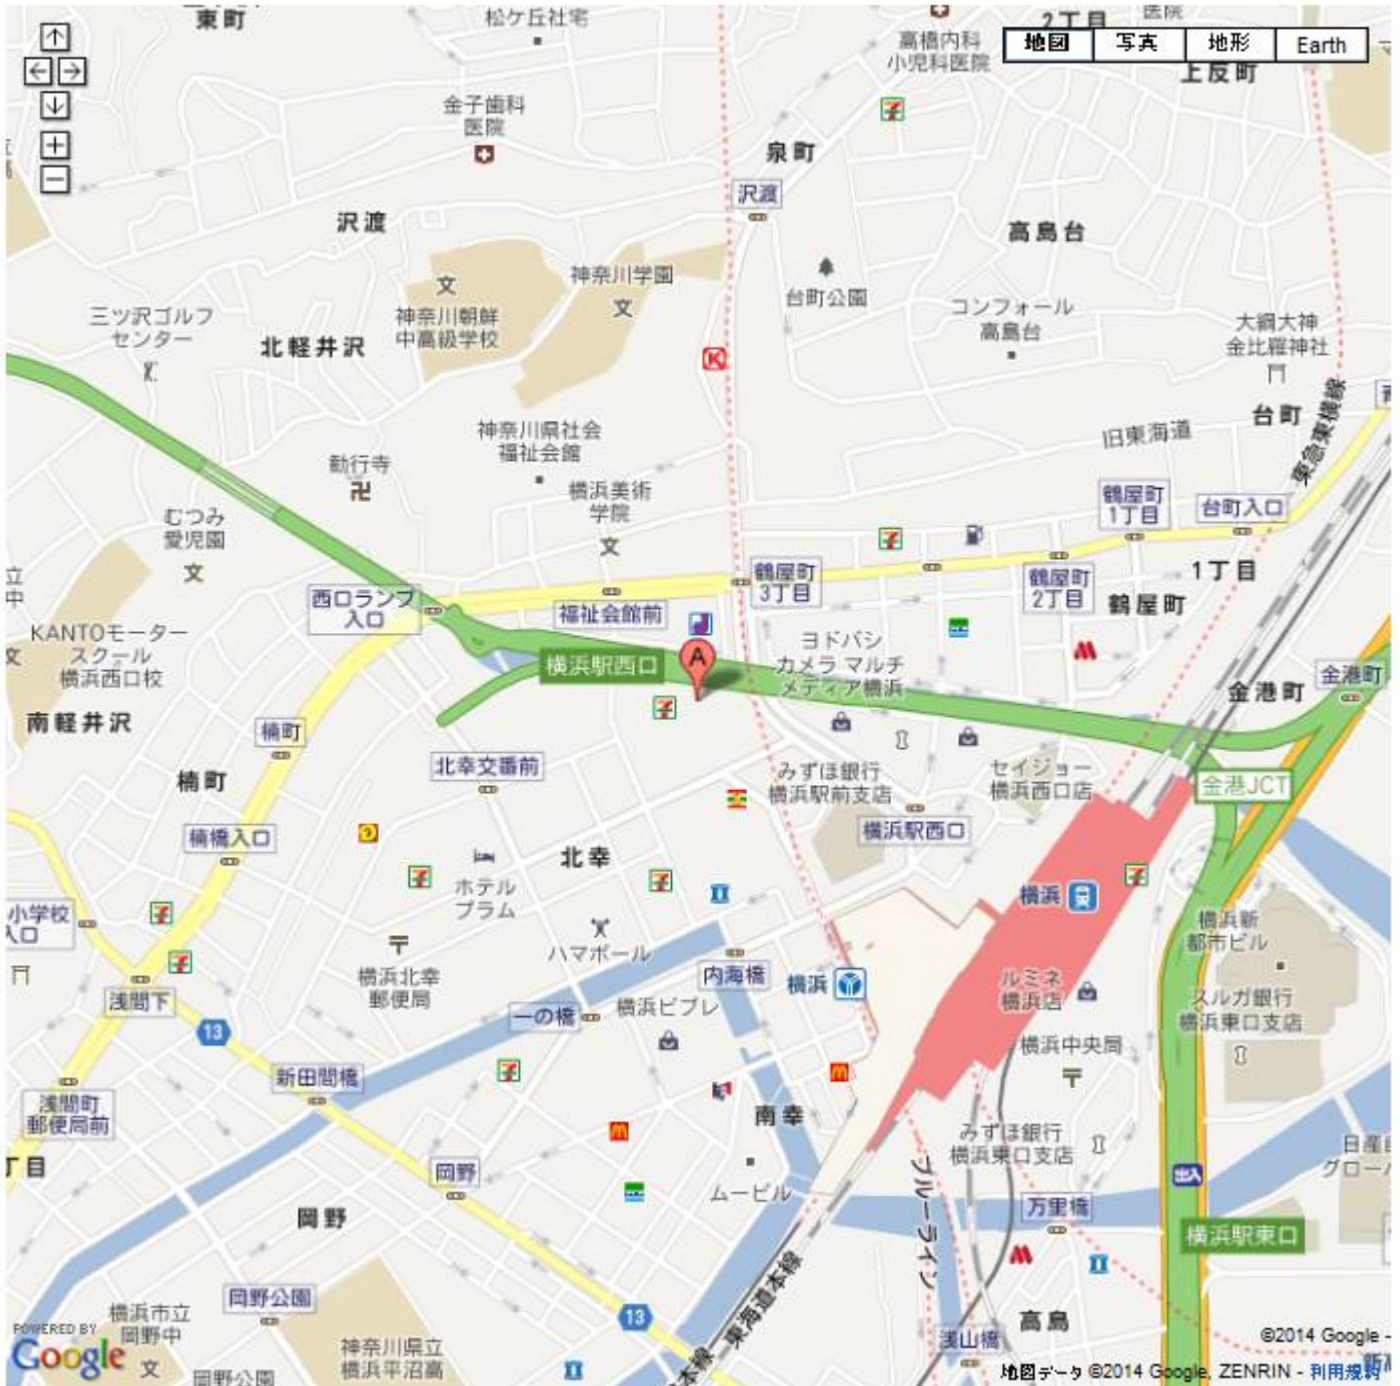 東町
松ケ丘社宅
高橋内科
小児科医院
2丁目
医院
地図
写真
地形
Earth
上反町
金子歯科
医院
泉町
沢渡
沢渡
高島台
神奈川学園
台町公園
神奈川朝鮮
中高級学校
三ツ沢ゴルフ
センター
北軽井沢
コンフォール
高島台
大綱大神
金比羅神社
台町
旧東海道
東急東横線
神奈川県社会
福祉会館
勧行寺
横浜美術
学院
むつみ
愛児園
鶴屋町
1丁目
台町入口
1丁目
鶴屋町
3丁目
鶴屋町
2丁目
鶴屋町
西口ランプ
入口
福祉会館前
立
中
文
KANTOモーター
スクール
横浜西口校
横浜駅西口
A
ヨドバシ
カメラ マルチ
メディア横浜
金港町
金港町
南軽井沢
楠町
楠町
北幸交番前
みずほ銀行
横浜駅前支店
セイジョー
横浜西口店
金港JCT
横浜駅西口
楠橋入口
北幸
ホテル
プラム
小学校
入口
横浜
横浜新
都市ビル
ハマボール
横浜北幸
郵便局
内海橋
横浜
ルミネ
横浜店
スルガ銀行
横浜東口支店
浅間下
13
一の橋
横浜ビブレ
横浜中央局
新田間橋
浅間町
郵便局前
南幸
みずほ銀行
横浜東口支店
日産
グロー
丁目
岡野
岡野
ムービル
ブルーライン
万里橋
出入
横浜駅東口
岡野公園
横浜市立
岡野中
13
東海道本線
本線
高島
浅山橋
神奈川県立
横浜平沼高
岡野公園
POWERED BY
Google
©2014 Google -
地図データ ©2014 Google, ZENRIN - 利用規約